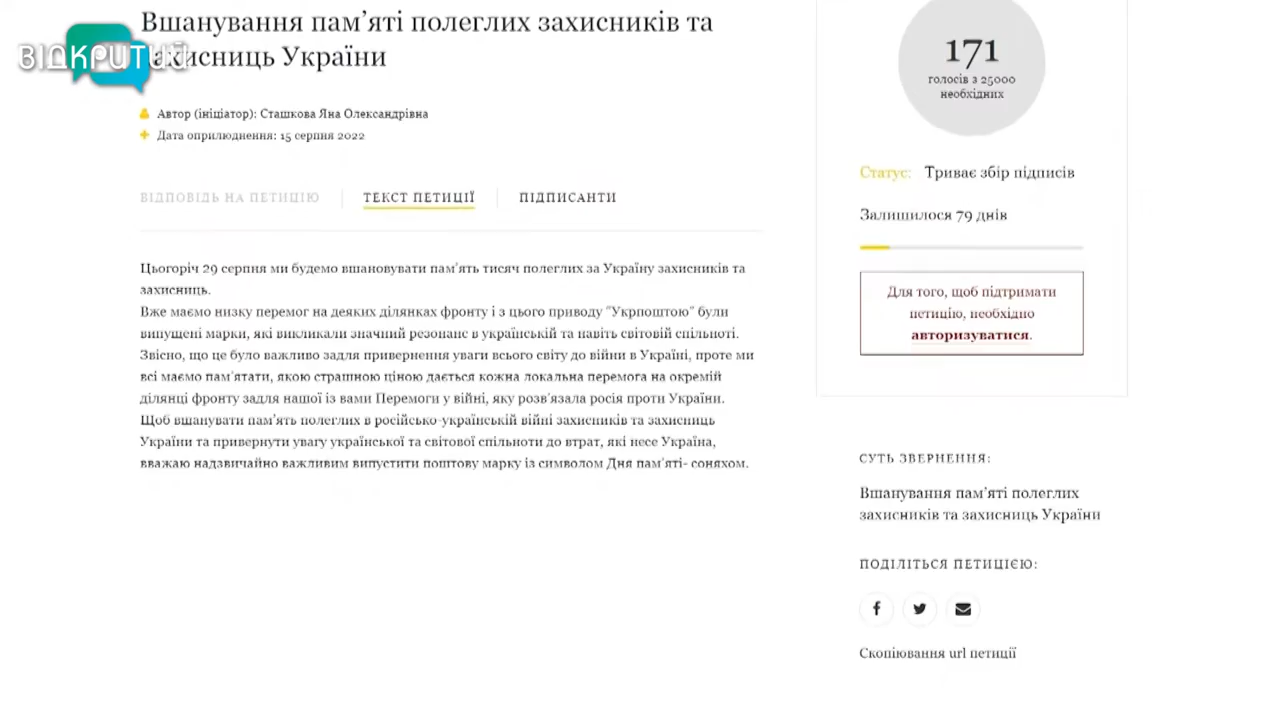 Вшанування пам’яті полеглих захисників та
захисниць України
ВІДКРИТИЙ
Автор (ініціатор): Сташкова Яна Олександрівна
Дата оприлюднення: 15 серпня 2022
ВІДПОВІДЬ НА ПЕТИЦІЮ
ТЕКСТ ПЕТИЦІЇ
ПІДПИСАНТИ
Цьогоріч 29 серпня ми будемо вшановувати пам'ять тисяч полеглих за Україну захисників та
захисниць.
Вже маємо низку перемог на деяких ділянках фронту і з цього приводу "Укрпоштою" були
випущені марки, які викликали значний резонанс в українській та навіть світовій спільноті.
Звісно, що це було важливо задля привернення уваги всього світу до війни в Україні, проте ми
всі маємо пам'ятати, якою страшною ціною дається кожна локальна перемога на окремій
ділянці фронту задля нашої із вами Перемоги у війні, яку розв'язала росія проти України.
Щоб вшанувати пам'ять полеглих в російсько-українській війні захисників та захисниць
України та привернути увагу української та світової спільноти до втрат, які несе Україна,
вважаю надзвичайно важливим випустити поштову марку із символом Дня пам'яті- соняхом.
171
голосів з 25000
необхідних
Статус: Триває збір підписів
Залишилося 79 днів
Для того, щоб підтримати
петицію, необхідно
авторизуватися.
СУТЬ ЗВЕРНЕННЯ:
Вшанування пам’яті полеглих
захисників та захисниць України
ПОДІЛІТЬСЯ ПЕТИЦІЄЮ:
Скопіювання url петиції